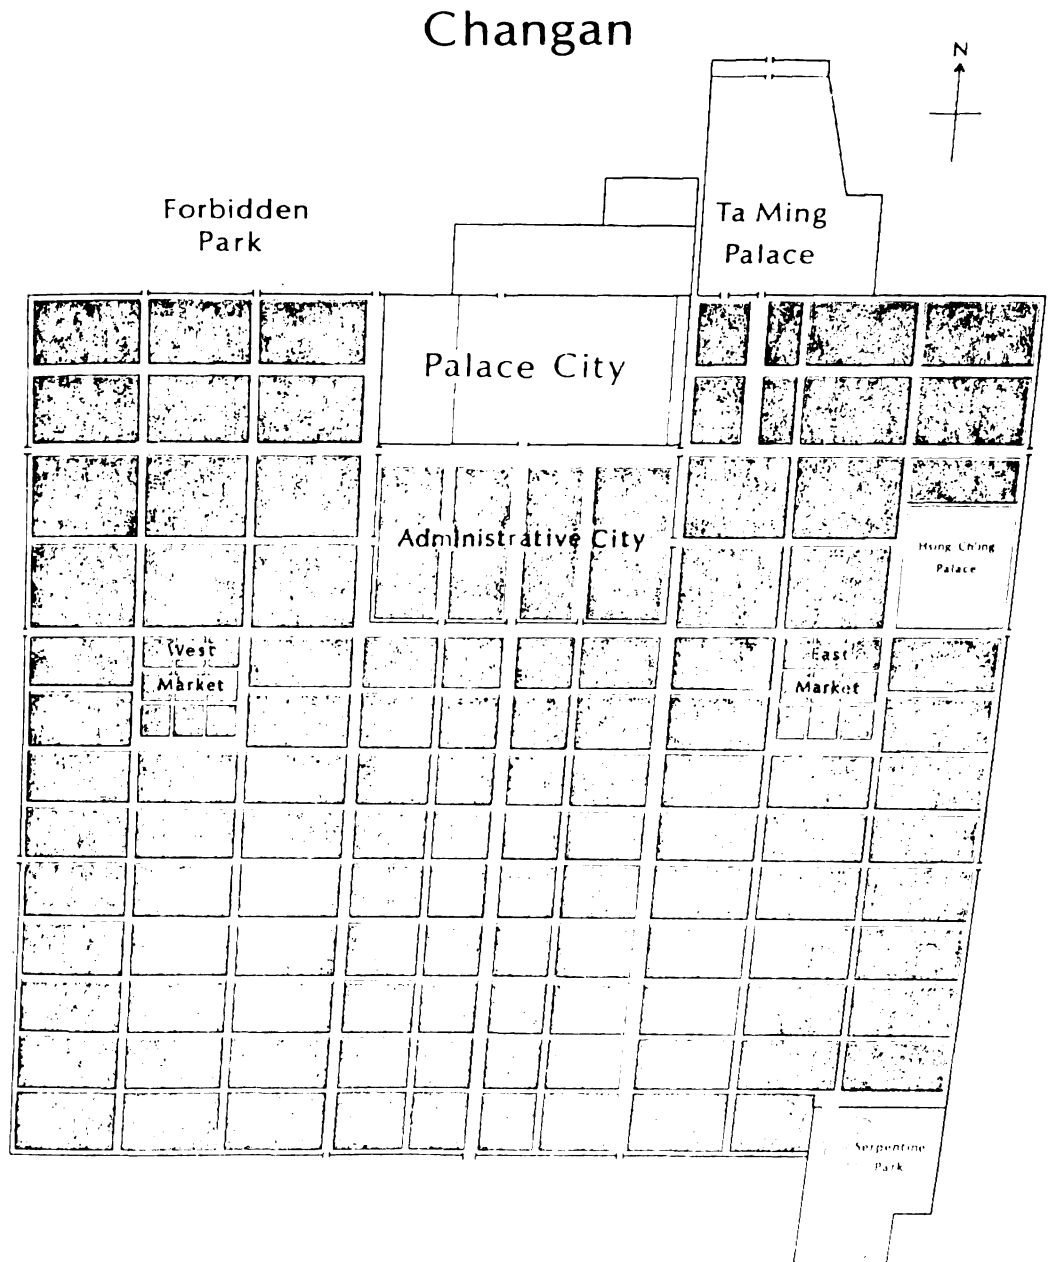 Changan
N
Forbidden
Park
Ta Ming
Palace
Palace City
Administrative City
Hsing Ch'ing
Palace
West
Market
East
Market
Serpentine
Park